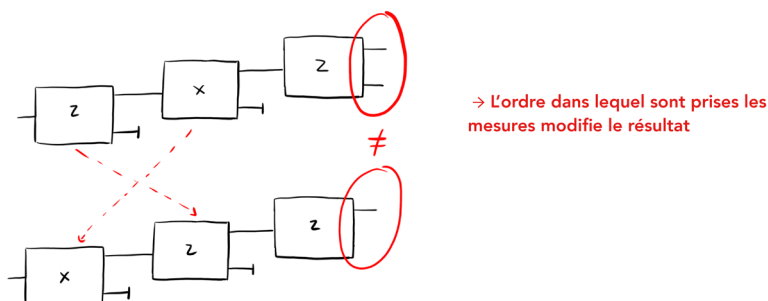 Z
X
Z
→ L'ordre dans lequel sont prises les
mesures modifie le résultat
≠
X
Z
Z